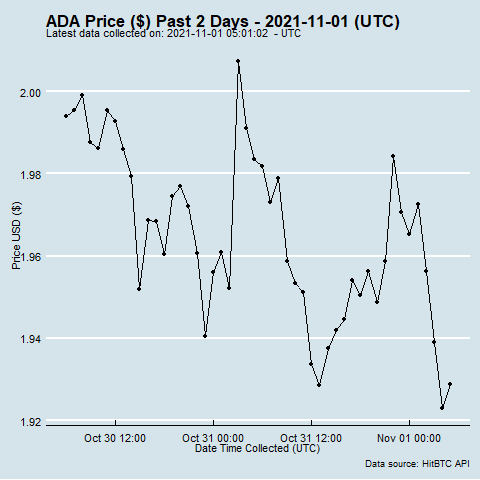 ADA Price ($) Past 2 Days - 2021-11-01 (UTC)
Latest data collected on: 2021-11-01 05:01:02 - UTC
2.00
1.98
1.96
1.94
1.92
Price USD ($)
Oct 30 12:00
Oct 31 00:00
Oct 31 12:00
Nov 01 00:00
Date Time Collected (UTC)
Data source: HitBTC API